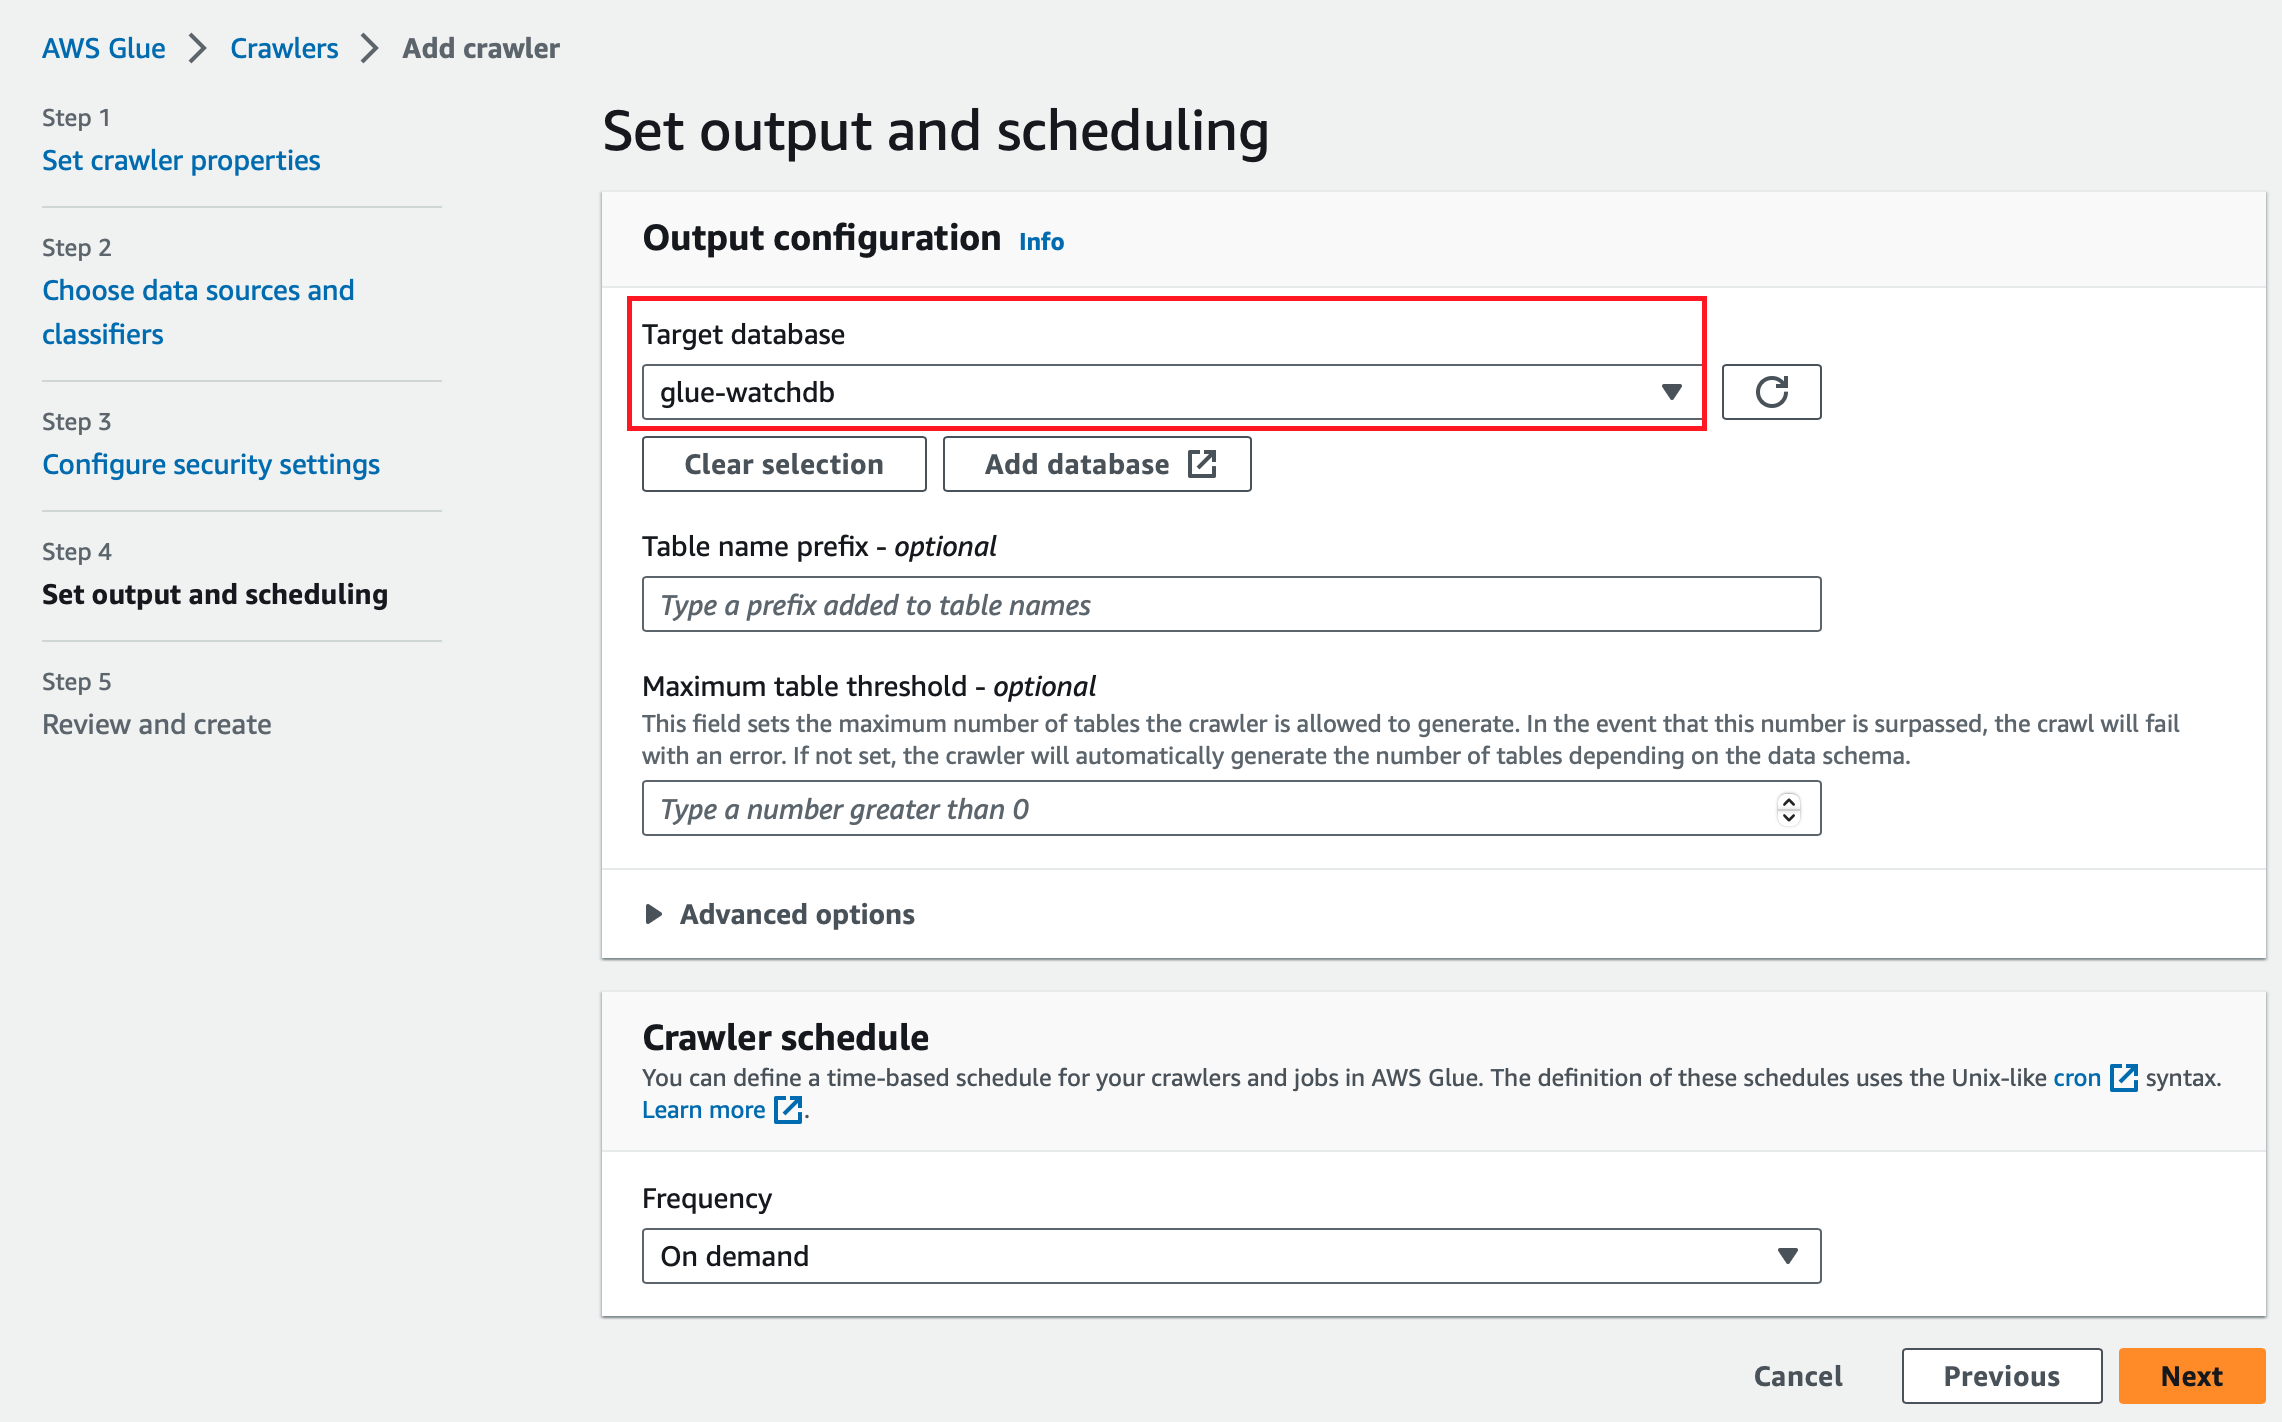 AWS Glue > Crawlers > Add crawler
Step 1
Set crawler properties
Step 2
Choose data sources and
classifiers
Step 3
Configure security settings
Step 4
Set output and scheduling
Step 5
Review and create
Set output and scheduling
Output configuration Info
Target database
glue-watchdb
Clear selection Add database
Table name prefix - optional
Type a prefix added to table names
Maximum table threshold - optional
This field sets the maximum number of tables the crawler is allowed to generate. In the event that this number is surpassed, the crawl will fail
with an error. If not set, the crawler will automatically generate the number of tables depending on the data schema.
Type a number greater than 0
Advanced options
Crawler schedule
You can define a time-based schedule for your crawlers and jobs in AWS Glue. The definition of these schedules uses the Unix-like cron syntax.
Learn more .
Frequency
On demand
Cancel Previous Next